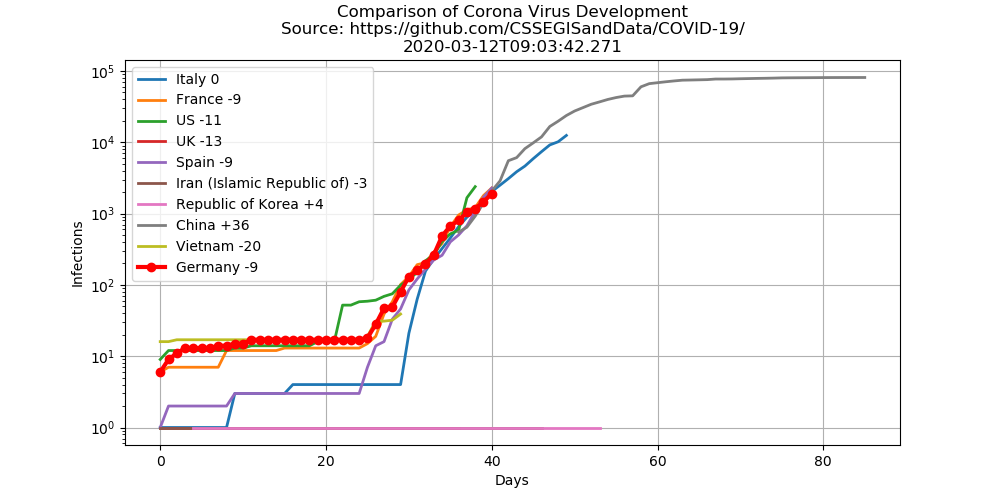 Comparison of Corona Virus Development
Source: https://github.com/CSSEGISandData/COVID-19/
2020-03-12T09:03:42.271
Infections
10⁵
10⁴
10³
10²
10¹
10⁰
Italy 0
France -9
US -11
UK -13
Spain -9
Iran (Islamic Republic of) -3
Republic of Korea +4
China +36
Vietnam -20
Germany -9
0
20
40
60
80
Days